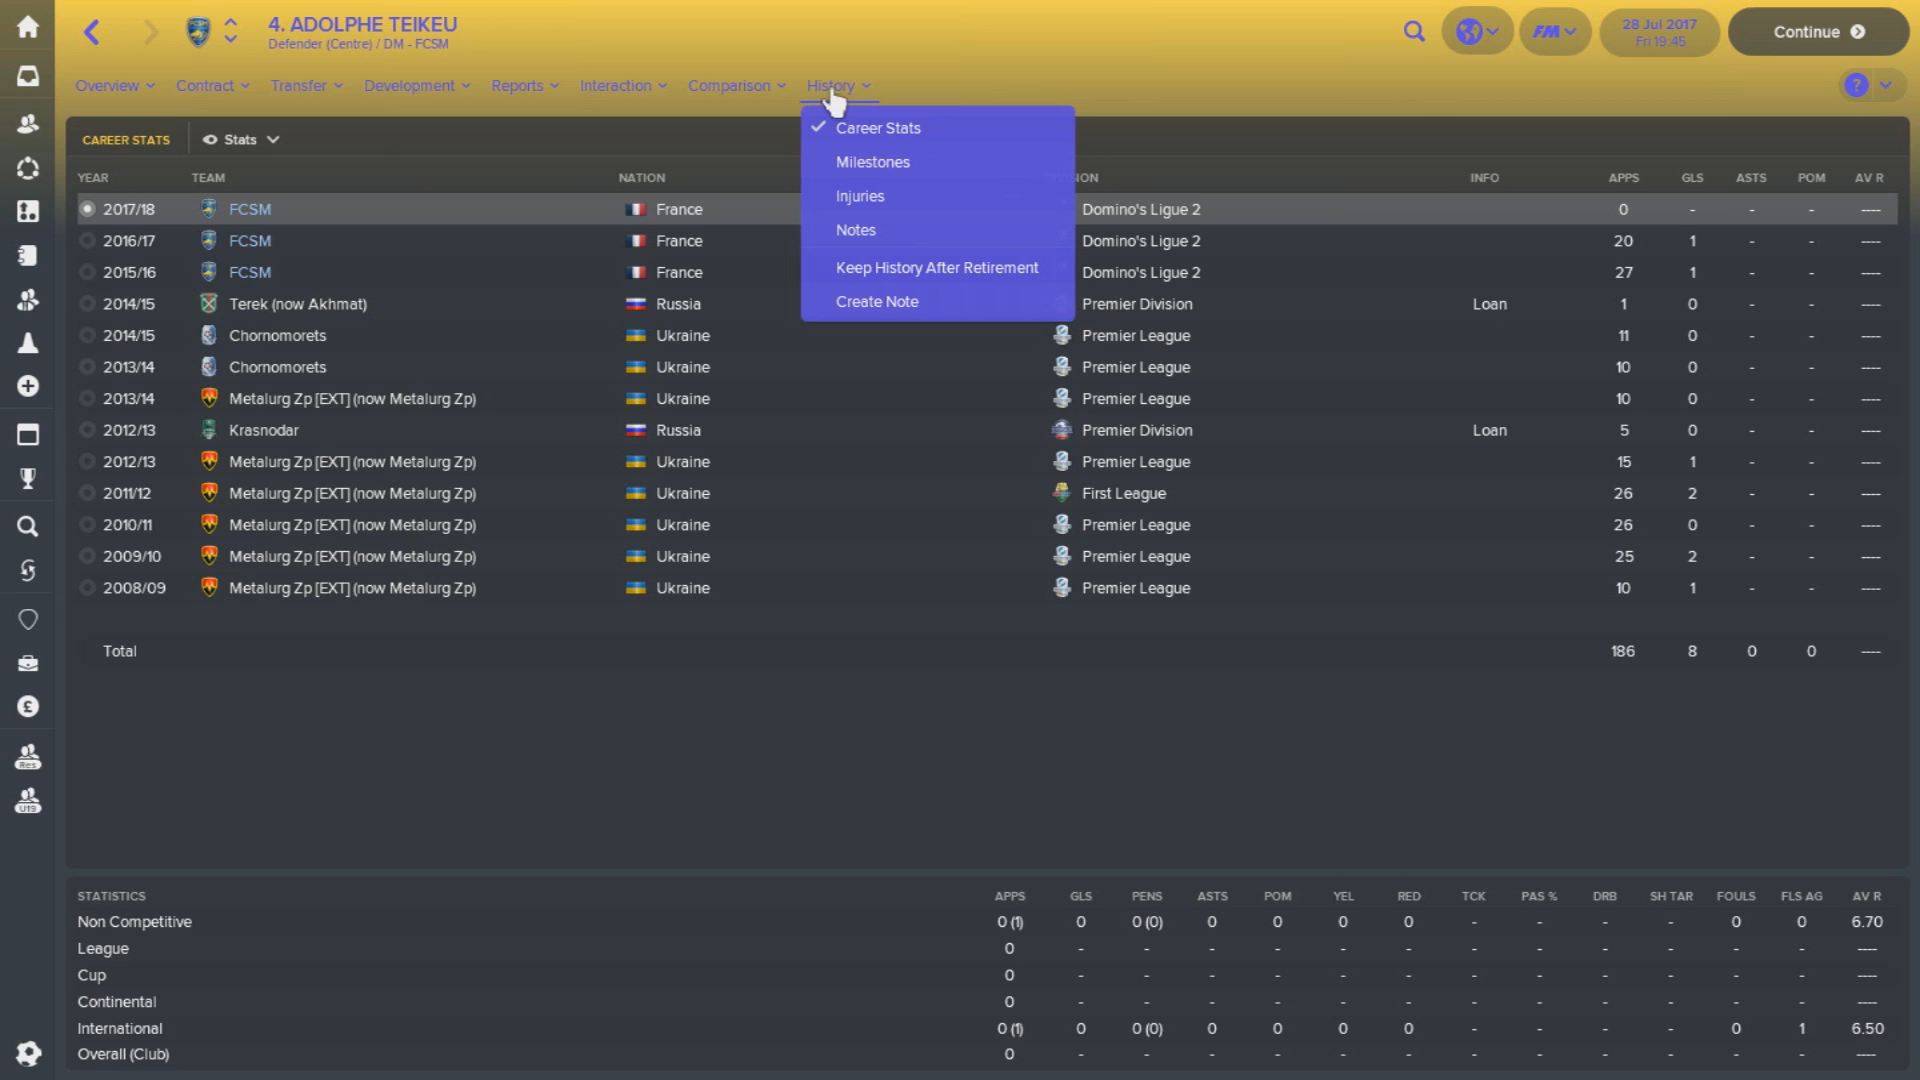 4. ADOLPHE TEIKEU
Defender (Centre) / DM - FCSM
FM
28 Jul 2017
Fri 19:45
Continue
Overview Contract Transfer Development Reports Interaction Comparison History
?
CAREER STATS Stats
Career Stats
Milestones
Injuries
Notes
Keep History After Retirement
Create Note
YEAR TEAM NATION ION INFO APPS GLS ASTS POM AV R
2017/18 FCSM France Domino's Ligue 2 0 - - - ----
2016/17 FCSM France Domino's Ligue 2 20 1 - - ----
2015/16 FCSM France Domino's Ligue 2 27 1 - - ----
2014/15 Terek (now Akhmat) Russia Premier Division Loan 1 0 - - ----
2014/15 Chornomorets Ukraine Premier League 11 0 - - ----
2013/14 Chornomorets Ukraine Premier League 10 0 - - ----
2013/14 Metalurg Zp [EXT] (now Metalurg Zp) Ukraine Premier League 10 0 - - ----
2012/13 Krasnodar Russia Premier Division Loan 5 0 - - ----
2012/13 Metalurg Zp [EXT] (now Metalurg Zp) Ukraine Premier League 15 1 - - ----
2011/12 Metalurg Zp [EXT] (now Metalurg Zp) Ukraine First League 26 2 - - ----
2010/11 Metalurg Zp [EXT] (now Metalurg Zp) Ukraine Premier League 26 0 - - ----
2009/10 Metalurg Zp [EXT] (now Metalurg Zp) Ukraine Premier League 25 2 - - ----
2008/09 Metalurg Zp [EXT] (now Metalurg Zp) Ukraine Premier League 10 1 - - ----
Total 186 8 0 0 ----
Res
U19
STATISTICS APPS GLS PENS ASTS POM YEL RED TCK PAS % DRB SH TAR FOULS FLS AG AV R
Non Competitive 0 (1) 0 0 (0) 0 0 0 0 - - - - 0 0 6.70
League 0 - - - - - - - - - - - - ----
Cup 0 - - - - - - - - - - - - ----
Continental 0 - - - - - - - - - - - - ----
International 0 (1) 0 0 (0) 0 0 0 0 - - - - 0 1 6.50
Overall (Club) 0 - - - - - - - - - - - - ----